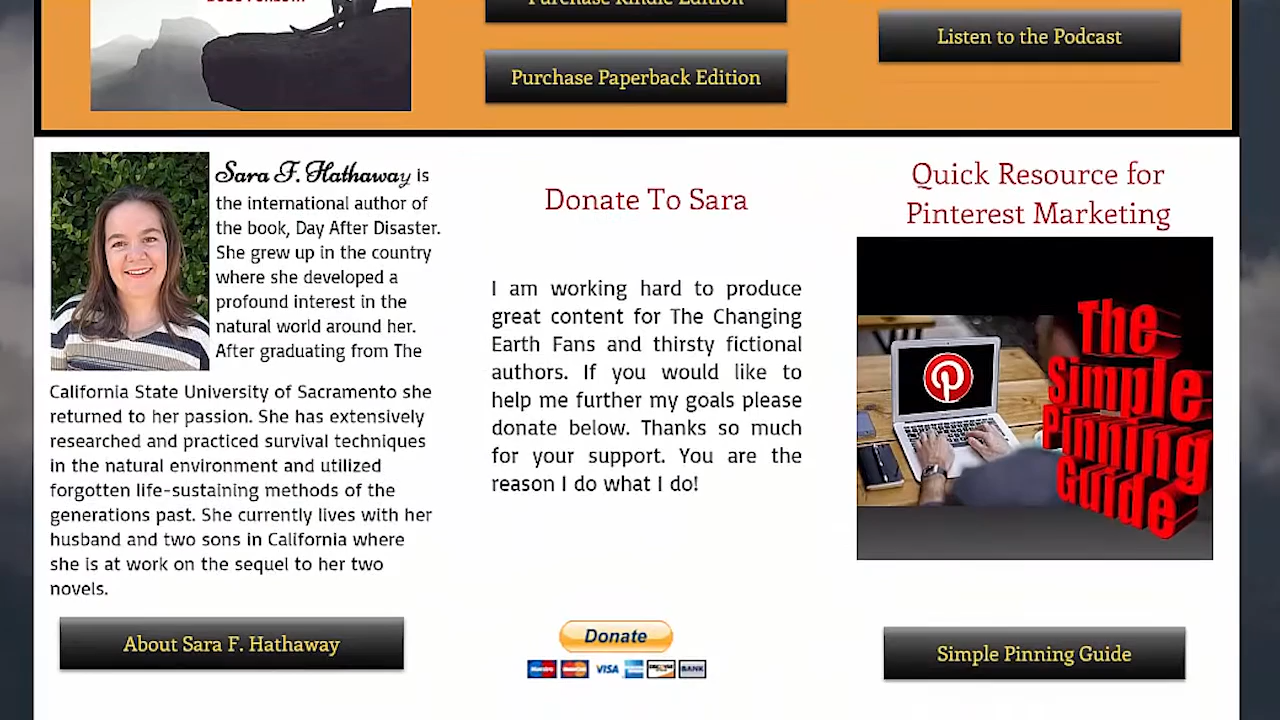 Purchase Kindle Edition
Purchase Paperback Edition
Listen to the Podcast
Sara F. Hathaway is
the international author of
the book, Day After Disaster.
She grew up in the country
where she developed a
profound interest in the
natural world around her.
After graduating from The
California State University of Sacramento she
returned to her passion. She has extensively
researched and practiced survival techniques
in the natural environment and utilized
forgotten life-sustaining methods of the
generations past. She currently lives with her
husband and two sons in California where
she is at work on the sequel to her two
novels.
About Sara F. Hathaway
Donate To Sara
I am working hard to produce
great content for The Changing
Earth Fans and thirsty fictional
authors. If you would like to
help me further my goals please
donate below. Thanks so much
for your support. You are the
reason I do what I do!
Donate
VISA
BANK
Quick Resource for
Pinterest Marketing
The
Simple
Pinning
Guide
Simple Pinning Guide